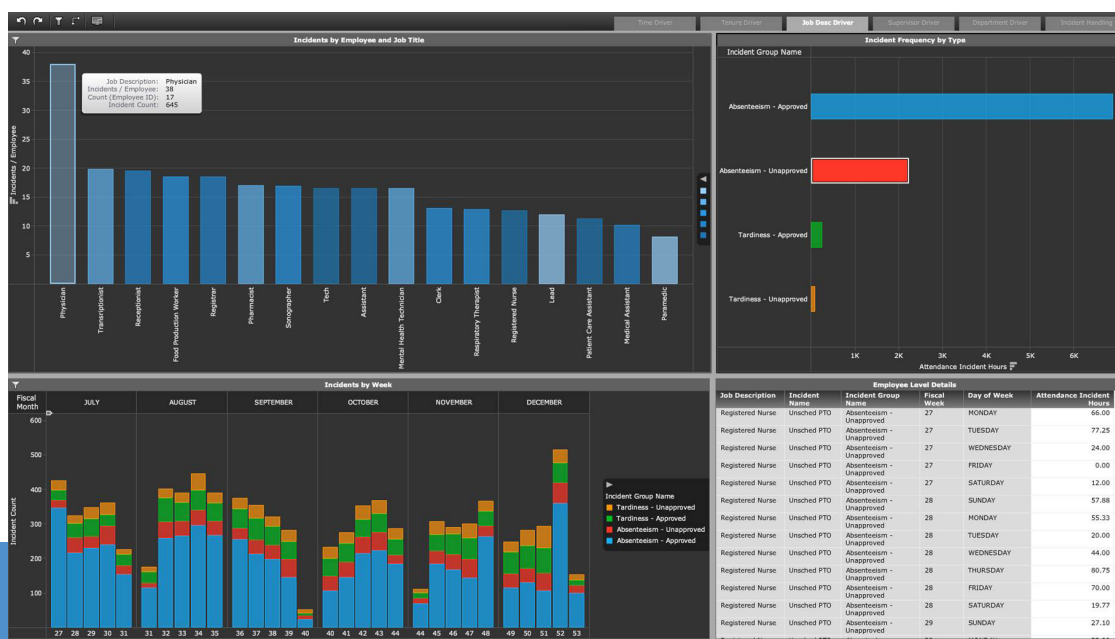 Time Driver Tenure Driver Job Desc Driver Supervisor Driver Department Driver Incident Handling
Incidents by Employee and Job Title
Incidents / Employee
40
35
30
25
20
15
10
5
Job Description: Physician
Incidents / Employee: 38
Count (Employee ID): 17
Incident Count: 645
Physician
Transcriptionist
Receptionist
Food Production Worker
Registrar
Pharmacist
Sonographer
Tech
Assistant
Mental Health Technician
Clerk
Respiratory Therapist
Registered Nurse
Lead
Patient Care Assistant
Medical Assistant
Paramedic
Incident Frequency by Type
Incident Group Name
Absenteeism - Approved
Absenteeism - Unapproved
Tardiness - Approved
Tardiness - Unapproved
1K 2K 3K 4K 5K 6K
Attendance Incident Hours
Incidents by Week
Fiscal
Month
JULY AUGUST SEPTEMBER OCTOBER NOVEMBER DECEMBER
Incident Count
600
500
400
300
200
100
27 28 29 30 31 31 32 33 34 35 36 37 38 39 40 40 41 42 43 44 44 45 46 47 48 49 50 51 52 53
Incident Group Name
Tardiness - Unapproved
Tardiness - Approved
Absenteeism - Unapproved
Absenteeism - Approved
Employee Level Details
Job Description Incident Incident Group Fiscal Day of Week Attendance Incident
Name Name Week Hours
Registered Nurse Unsched PTO Absenteeism - 27 MONDAY 66.00
Unapproved
Registered Nurse Unsched PTO Absenteeism - 27 TUESDAY 77.25
Unapproved
Registered Nurse Unsched PTO Absenteeism - 27 WEDNESDAY 24.00
Unapproved
Registered Nurse Unsched PTO Absenteeism - 27 FRIDAY 0.00
Unapproved
Registered Nurse Unsched PTO Absenteeism - 27 SATURDAY 12.00
Unapproved
Registered Nurse Unsched PTO Absenteeism - 28 SUNDAY 57.88
Unapproved
Registered Nurse Unsched PTO Absenteeism - 28 MONDAY 55.33
Unapproved
Registered Nurse Unsched PTO Absenteeism - 28 TUESDAY 20.00
Unapproved
Registered Nurse Unsched PTO Absenteeism - 28 WEDNESDAY 44.00
Unapproved
Registered Nurse Unsched PTO Absenteeism - 28 THURSDAY 80.75
Unapproved
Registered Nurse Unsched PTO Absenteeism - 28 FRIDAY 70.00
Unapproved
Registered Nurse Unsched PTO Absenteeism - 28 SATURDAY 19.77
Unapproved
Registered Nurse Unsched PTO Absenteeism - 29 SUNDAY 27.10
Unapproved